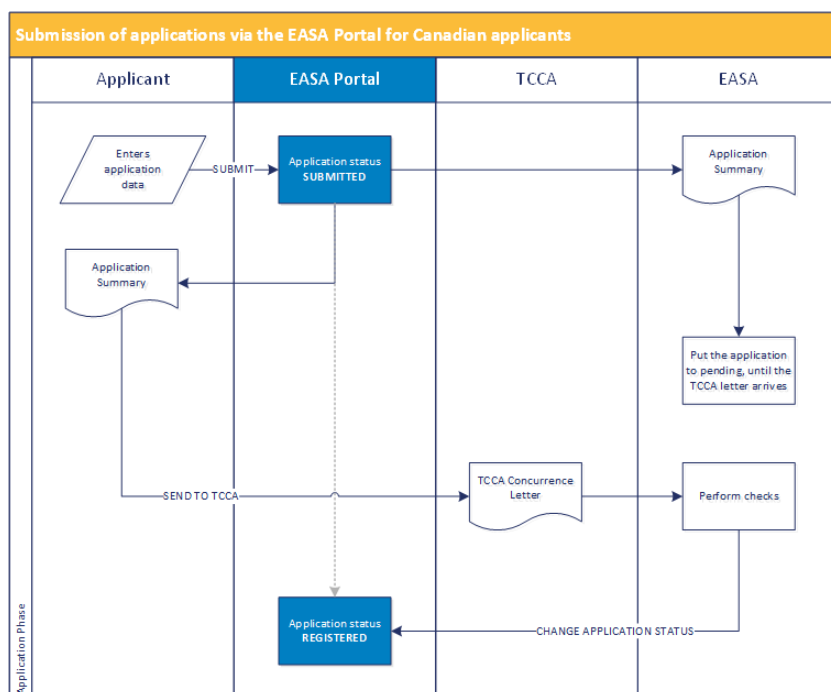 Submission of applications via the EASA Portal for Canadian applicants
Applicant
EASA Portal
TCCA
EASA
Enters
application
data
SUBMIT
Application status
SUBMITTED
Application
Summary
Application
Summary
Put the application
to pending, until the
TCCA letter arrives
SEND TO TCCA
TCCA Concurrence
Letter
Perform checks
Application status
REGISTERED
CHANGE APPLICATION STATUS
Application Phase